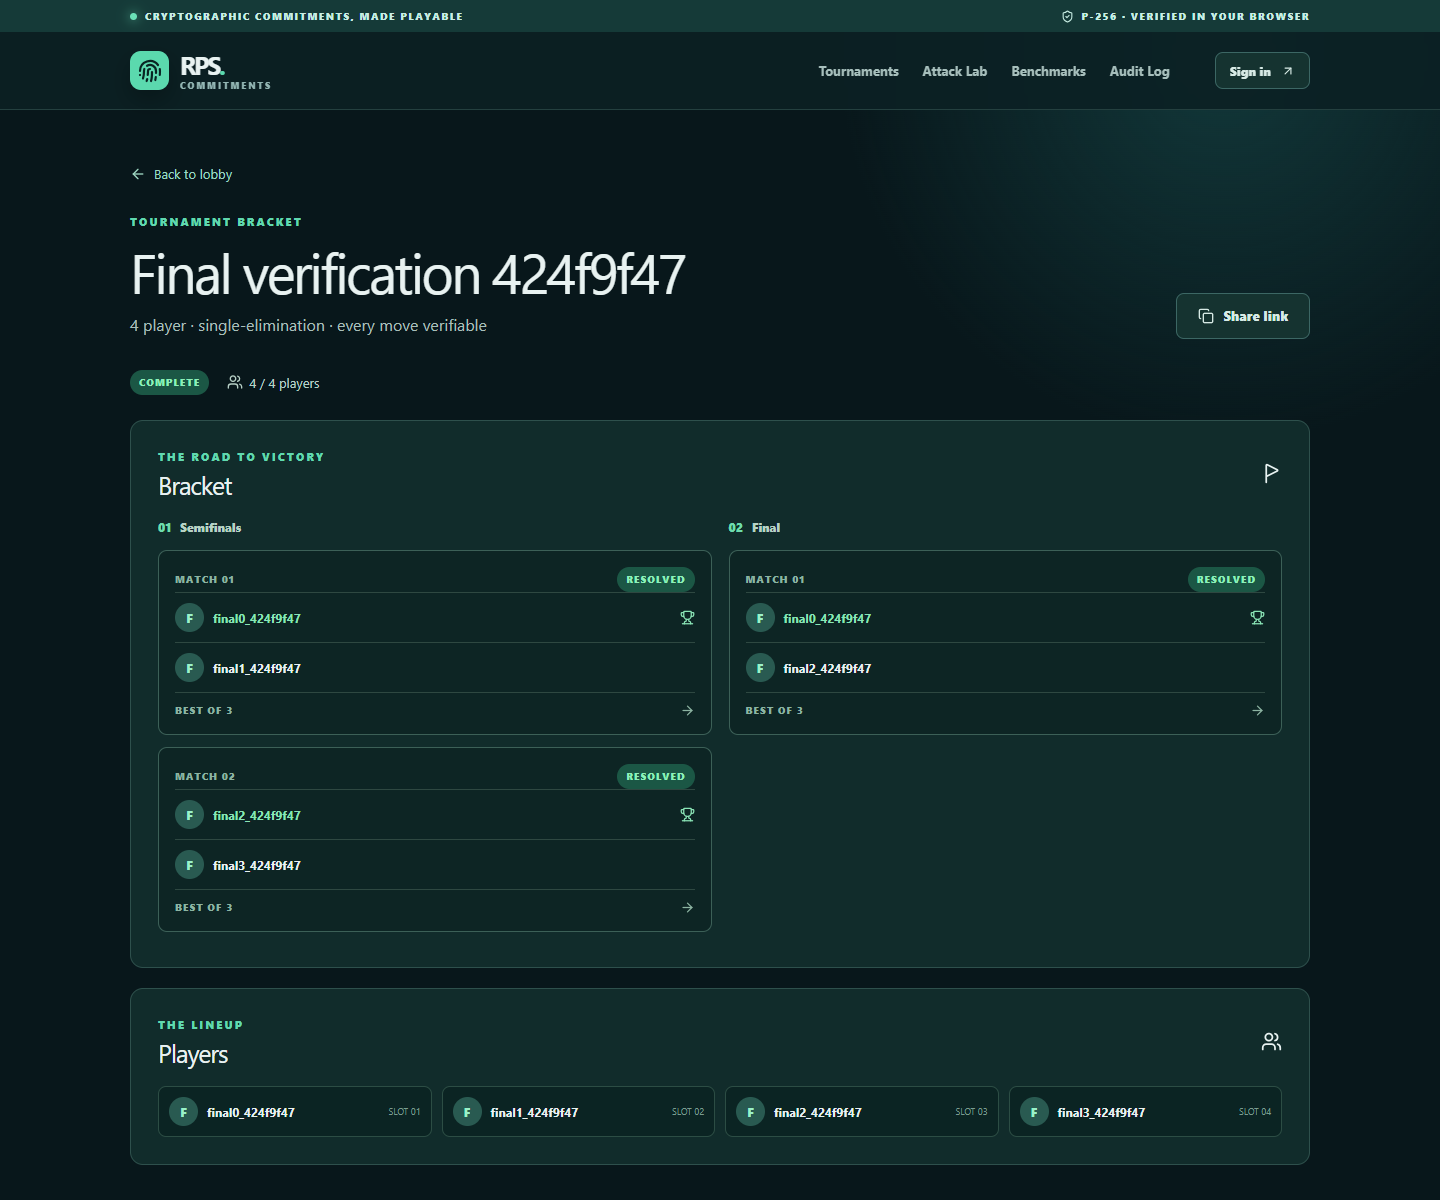 CRYPTOGRAPHIC COMMITMENTS, MADE PLAYABLE
P-256 · VERIFIED IN YOUR BROWSER
RPS.
COMMITMENTS
Tournaments
Attack Lab
Benchmarks
Audit Log
Sign in
Back to lobby
TOURNAMENT BRACKET
Final verification 424f9f47
4 player · single-elimination · every move verifiable
Share link
COMPLETE
4 / 4 players
THE ROAD TO VICTORY
Bracket
01 Semifinals
MATCH 01 RESOLVED
F final0_424f9f47
F final1_424f9f47
BEST OF 3
MATCH 02 RESOLVED
F final2_424f9f47
F final3_424f9f47
BEST OF 3
02 Final
MATCH 01 RESOLVED
F final0_424f9f47
F final2_424f9f47
BEST OF 3
THE LINEUP
Players
F final0_424f9f47 SLOT 01
F final1_424f9f47 SLOT 02
F final2_424f9f47 SLOT 03
F final3_424f9f47 SLOT 04